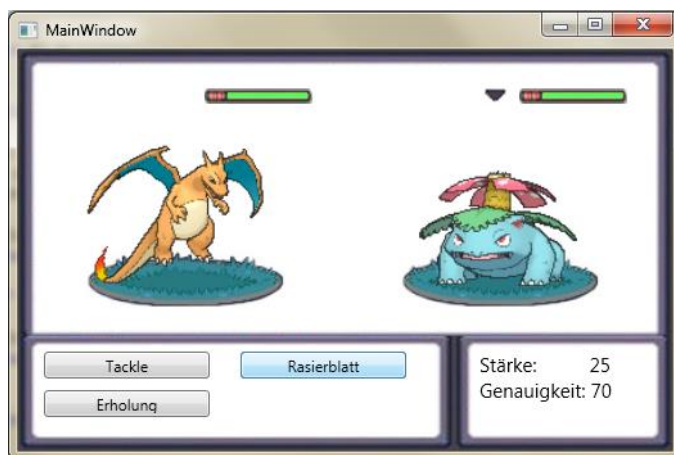 MainWindow
Tackle
Rasierblatt
Erholung
Stärke: 25
Genauigkeit: 70